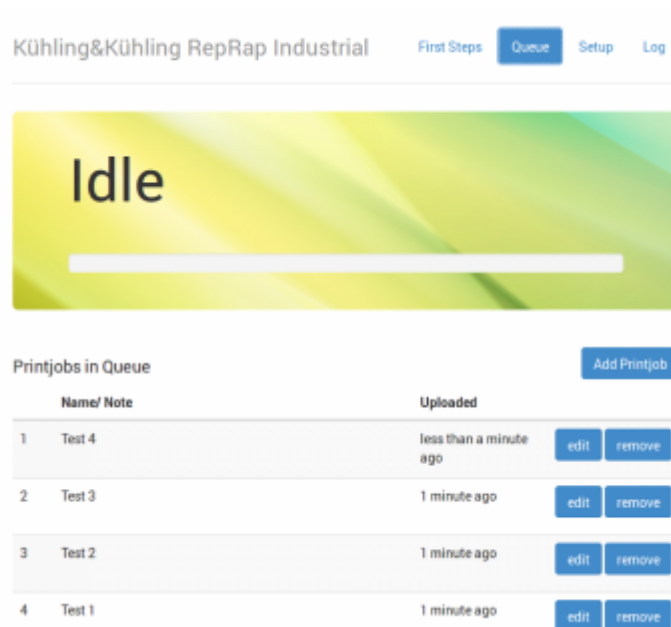 Kühling&Kühling RepRap Industrial First Steps Queue Setup Log
Idle
Printjobs in Queue Add Printjob
Name/ Note Uploaded
1 Test 4 less than a minute ago edit remove
2 Test 3 1 minute ago edit remove
3 Test 2 1 minute ago edit remove
4 Test 1 1 minute ago edit remove